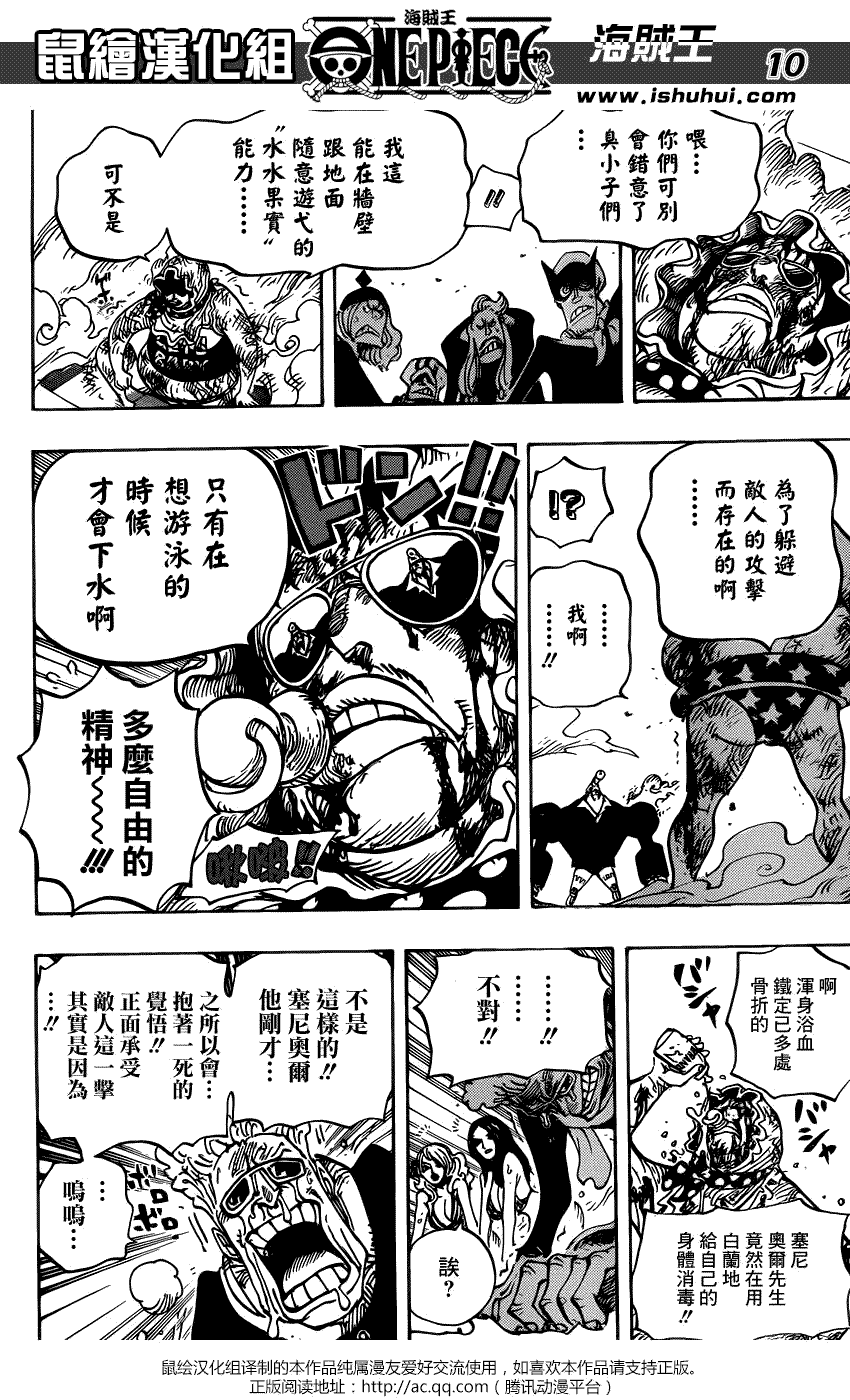 鼠繪漢化組
海賊王
ONE PIECE
海賊王
10
www.ishuhui.com
喂…
你們可別
會錯意了
臭小子們
…
!!
我這
能在牆壁
跟地面
隨意遊弋的
“水水果實”
能力……
可不是
為了躲避
敵人的攻擊
而存在的啊
……
!?
……
我啊
……!!
ドン!!
只有在
想游泳的
時候
才會下水啊
多麼自由的
精神~~~!!!
啊
渾身浴血
鐵定已多處
骨折的
塞尼
奧爾先生
竟然在用
白蘭地
給自己的
身體消毒!!
……
不對!!
誒?
不是
這樣的!!
塞尼奧爾
他剛才…
之所以會…
抱著一死的
覺悟!!
正面承受
敵人這一擊
其實是因為
…!!
…
嗚嗚…
ボロ
ボロ
鼠绘汉化组译制的本作品纯属漫友爱好交流使用，如喜欢本作品请支持正版。
正版阅读地址：http://ac.qq.com（腾讯动漫平台）